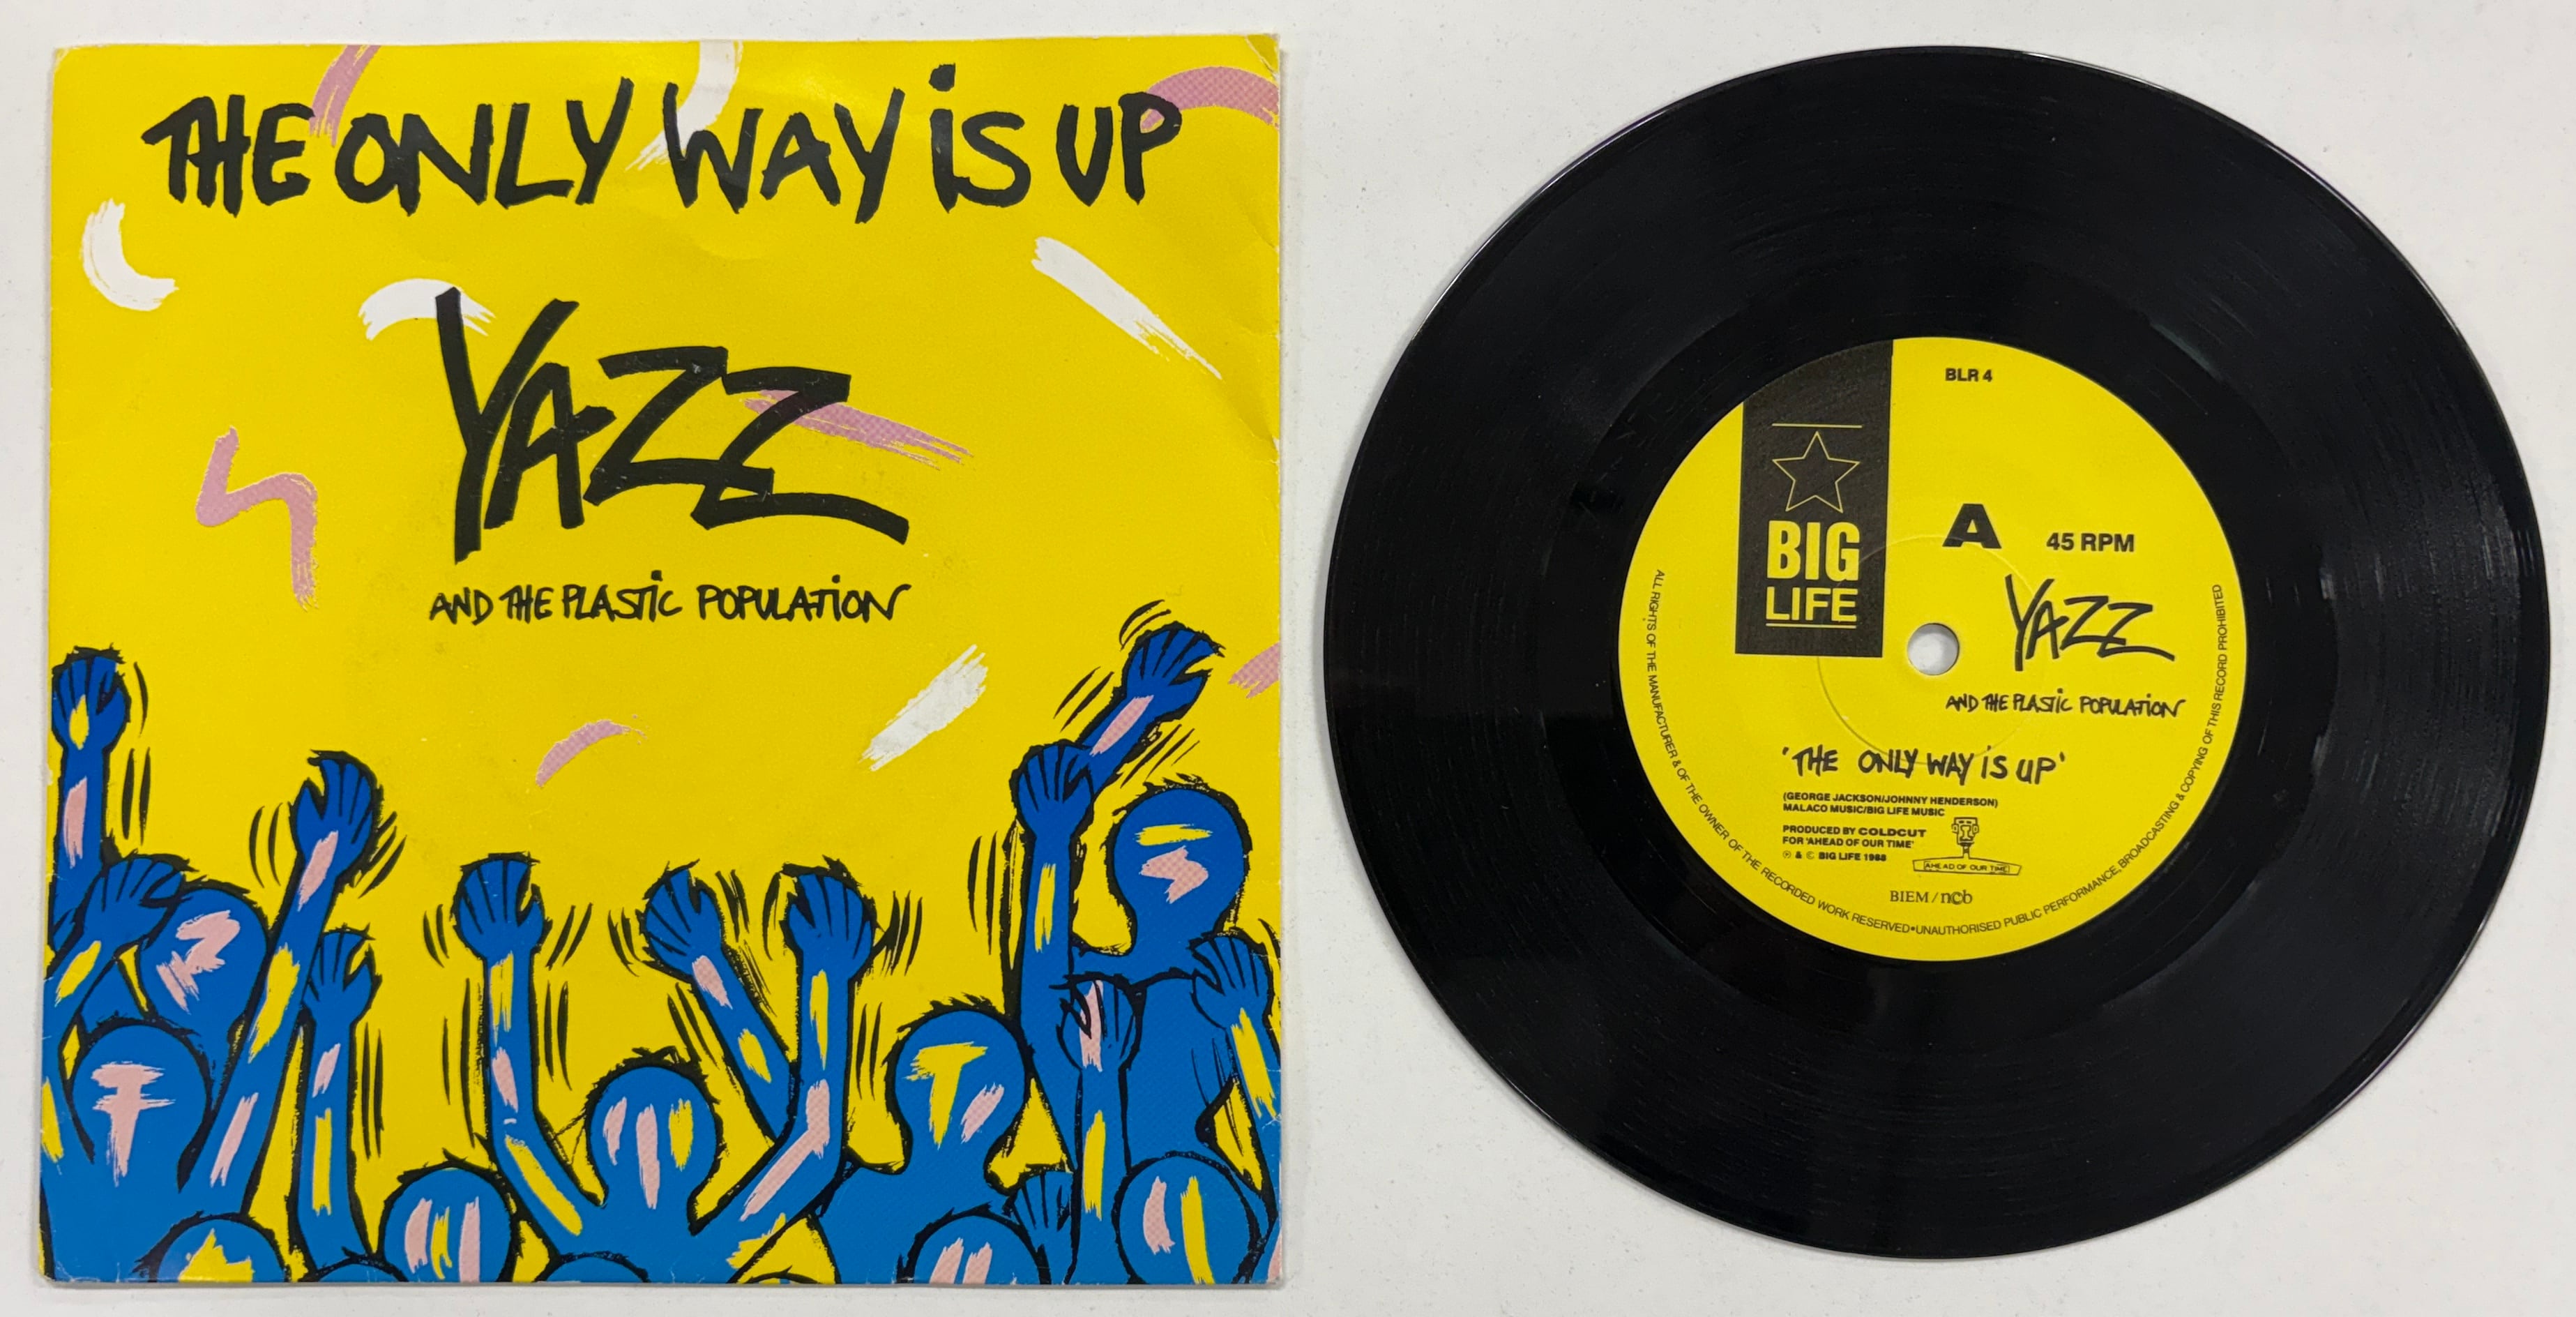 THE ONLY WAY iS UP
YAZZ
AND THE PLASTiC POPULATiON
BLR 4
BIG
LIFE
A
45 RPM
YAZZ
AND THE PLASTiC POPULATiON
'THE ONLY WAY iS UP'
(GEORGE JACKSON/JOHNNY HENDERSON)
MALACO MUSIC/BIG LIFE MUSIC
PRODUCED BY COLDCUT
FOR 'AHEAD OF OUR TIME'
℗ & © BIG LIFE 1988
AHEAD OF OUR TIME
BIEM/ncb
ALL RIGHTS OF THE MANUFACTURER & OF THE OWNER OF THE RECORDED WORK RESERVED•UNAUTHORISED PUBLIC PERFORMANCE, BROADCASTING & COPYING OF THIS RECORD PROHIBITED